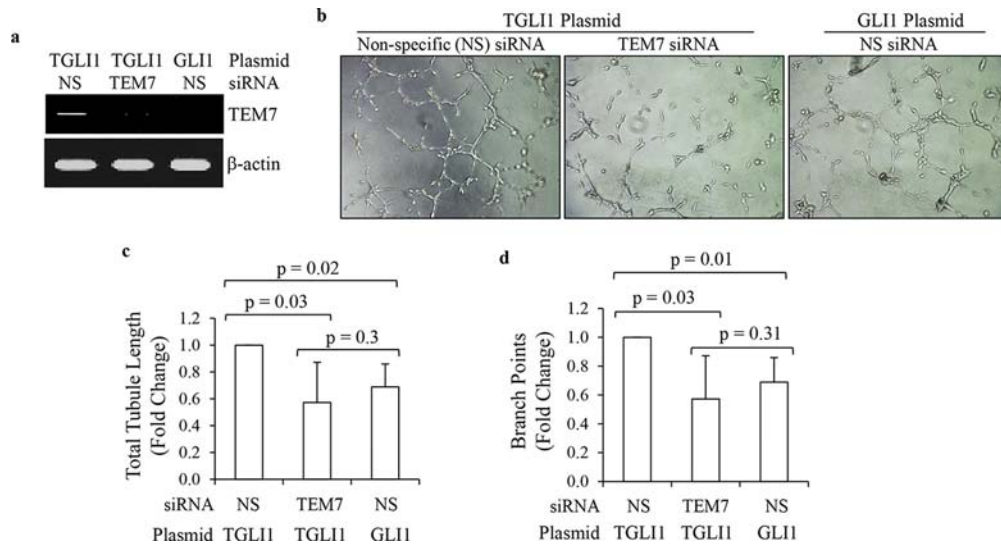 a
TGLI1 TGLI1 GLI1 Plasmid
NS TEM7 NS siRNA
TEM7
β-actin
b
TGLI1 Plasmid GLI1 Plasmid
Non-specific (NS) siRNA TEM7 siRNA NS siRNA
c
p = 0.02
p = 0.03
p = 0.3
Total Tubule Length
(Fold Change)
1.2
1.0
0.8
0.6
0.4
0.2
0.0
siRNA NS TEM7 NS
Plasmid TGLI1 TGLI1 GLI1
d
p = 0.01
p = 0.03
p = 0.31
Branch Points
(Fold Change)
1.2
1.0
0.8
0.6
0.4
0.2
0.0
siRNA NS TEM7 NS
Plasmid TGLI1 TGLI1 GLI1